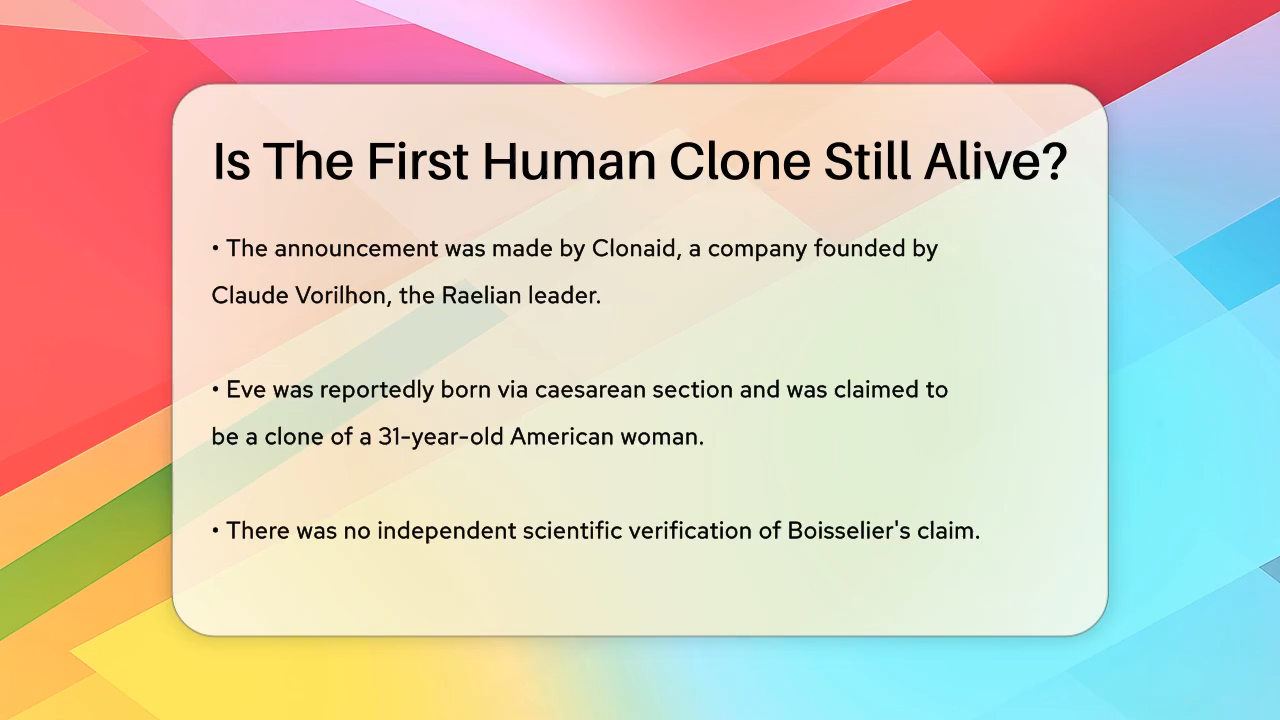 Is The First Human Clone Still Alive?
• The announcement was made by Clonaid, a company founded by
Claude Vorilhon, the Raelian leader.
• Eve was reportedly born via caesarean section and was claimed to
be a clone of a 31-year-old American woman.
• There was no independent scientific verification of Boisselier's claim.